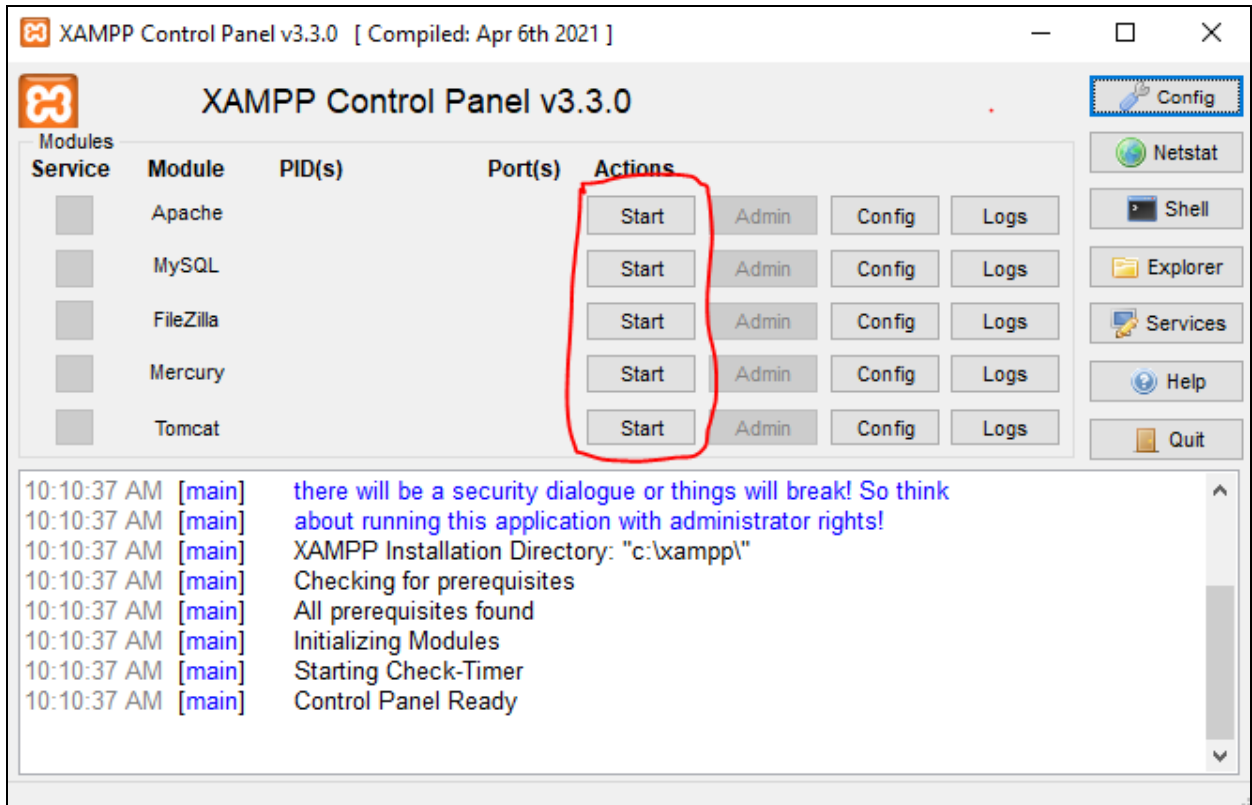 XAMPP Control Panel v3.3.0 [ Compiled: Apr 6th 2021 ]
XAMPP Control Panel v3.3.0
Config
Modules
Netstat
Service Module PID(s) Port(s) Actions
Apache Start Admin Config Logs
Shell
MySQL Start Admin Config Logs
Explorer
FileZilla Start Admin Config Logs
Services
Mercury Start Admin Config Logs
Help
Tomcat Start Admin Config Logs
Quit
10:10:37 AM [main] there will be a security dialogue or things will break! So think
10:10:37 AM [main] about running this application with administrator rights!
10:10:37 AM [main] XAMPP Installation Directory: "c:\xampp\"
10:10:37 AM [main] Checking for prerequisites
10:10:37 AM [main] All prerequisites found
10:10:37 AM [main] Initializing Modules
10:10:37 AM [main] Starting Check-Timer
10:10:37 AM [main] Control Panel Ready